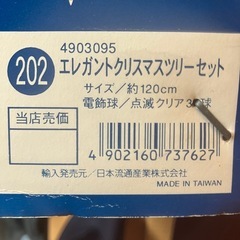 4903095
202 エレガントクリスマスツリーセット
サイズ／約120cm
電飾球／点滅クリア3 球
当店売価
4 902160 737627
輸入発売元／日本流通産業株式会社
MADE IN TAIWAN